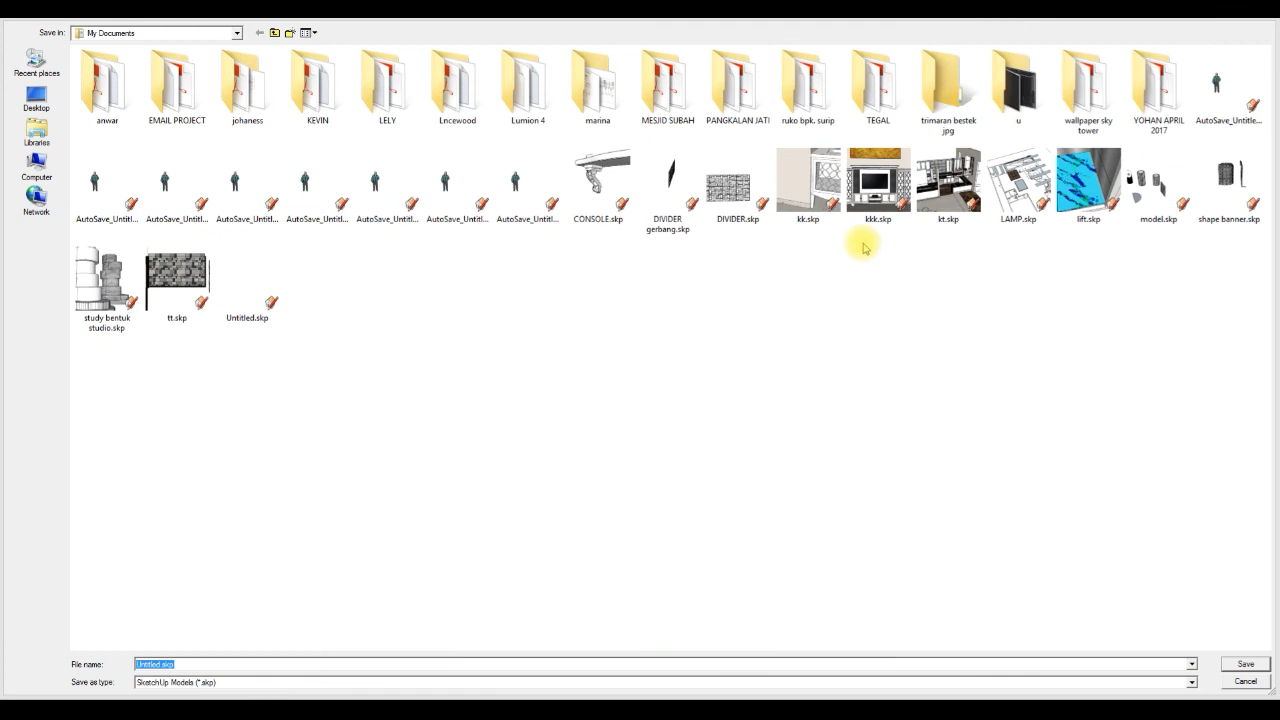 Save in: My Documents
Recent places
Desktop
Libraries
Computer
Network
anwar
EMAIL PROJECT
johaness
KEVIN
LELY
Lncewood
Lumion 4
marina
MESJID SUBAH
PANGKALAN JATI
ruko bpk. surip
TEGAL
trimaran bestek
jpg
u
wallpaper sky
tower
YOHAN APRIL
2017
AutoSave_Untitle...
AutoSave_Untitl...
AutoSave_Untitl...
AutoSave_Untitl...
AutoSave_Untitl...
AutoSave_Untitl...
AutoSave_Untitl...
AutoSave_Untitl...
CONSOLE.skp
DIVIDER
gerbang.skp
DIVIDER.skp
kk.skp
kkk.skp
kt.skp
LAMP.skp
lift.skp
model.skp
shape banner.skp
study bentuk
studio.skp
tt.skp
Untitled.skp
File name: Untitled.skp
Save
Save as type: SketchUp Models (*.skp)
Cancel